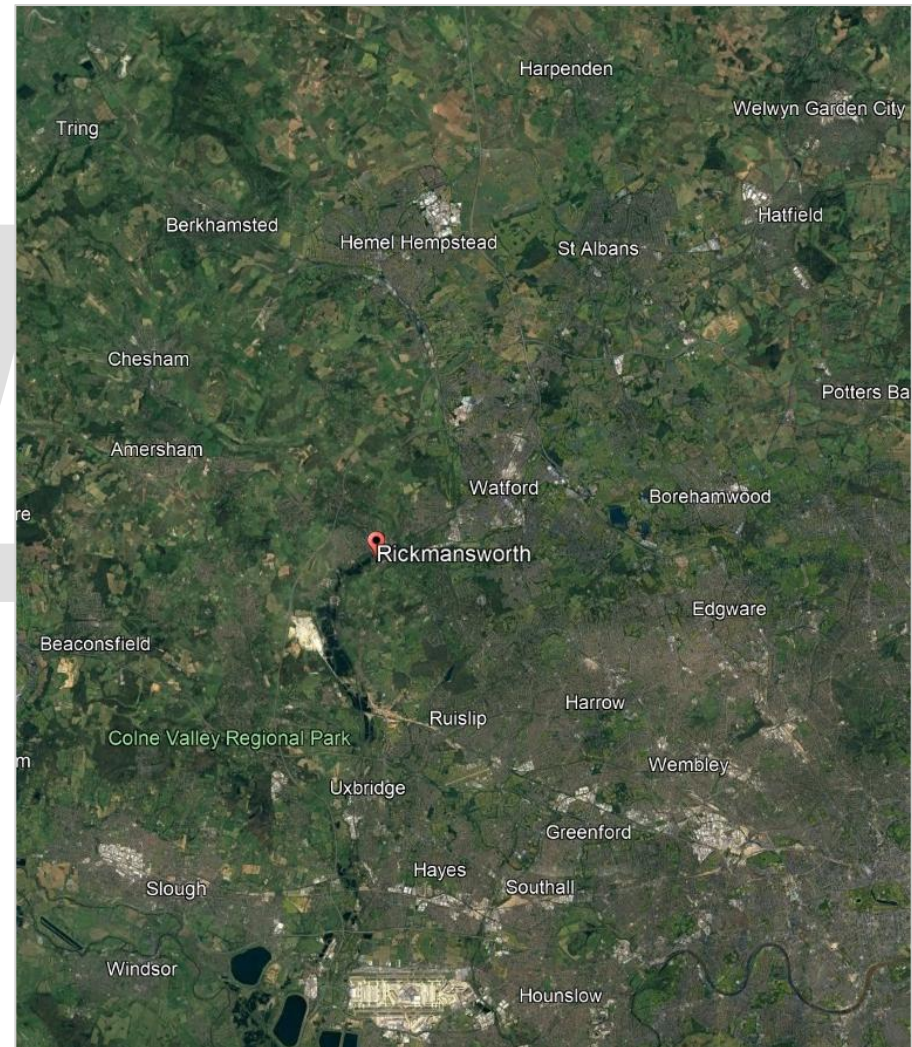 Harpenden
Welwyn Garden City
Tring
Hatfield
Berkhamsted
Hemel Hempstead
St Albans
Chesham
Potters Ba
Amersham
Watford
Borehamwood
re
Rickmansworth
Edgware
Beaconsfield
Harrow
Ruislip
Colne Valley Regional Park
m
Wembley
Uxbridge
Greenford
Hayes
Southall
Slough
Windsor
Hounslow